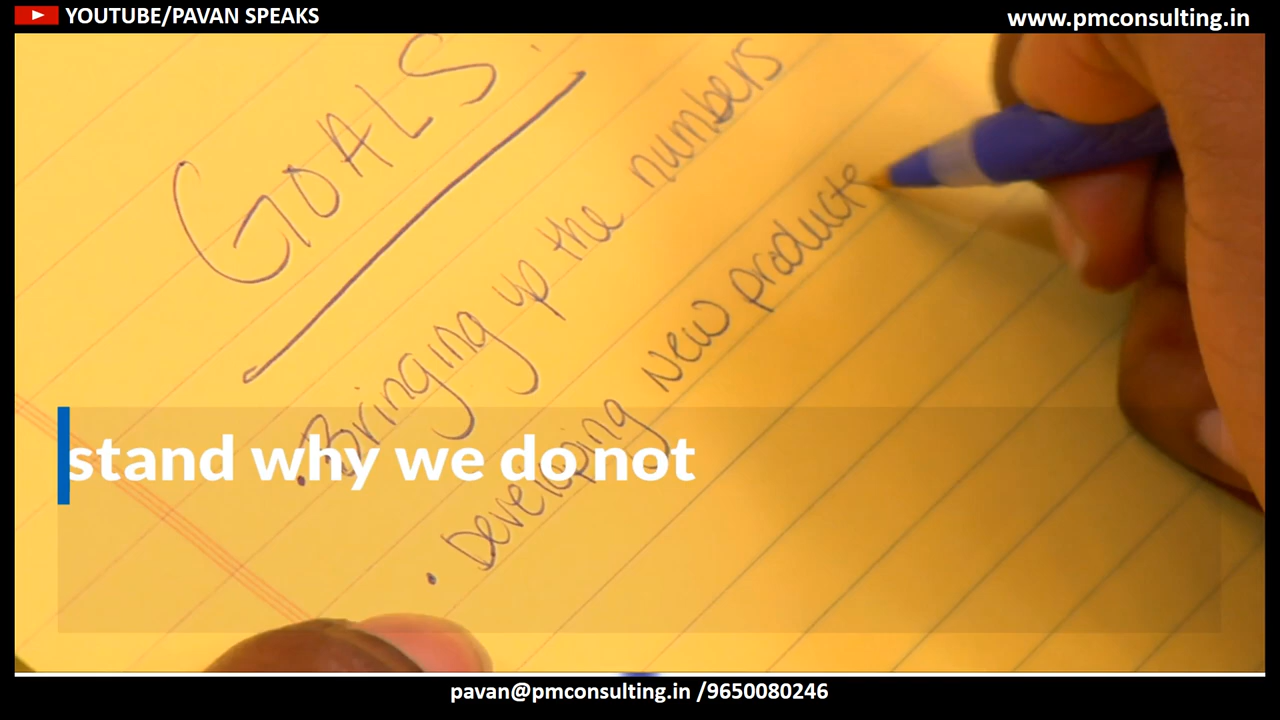 YOUTUBE/PAVAN SPEAKS
www.pmconsulting.in
GOALS:
• Bringing up the numbers
• Developing New products
stand why we do not
pavan@pmconsulting.in /9650080246